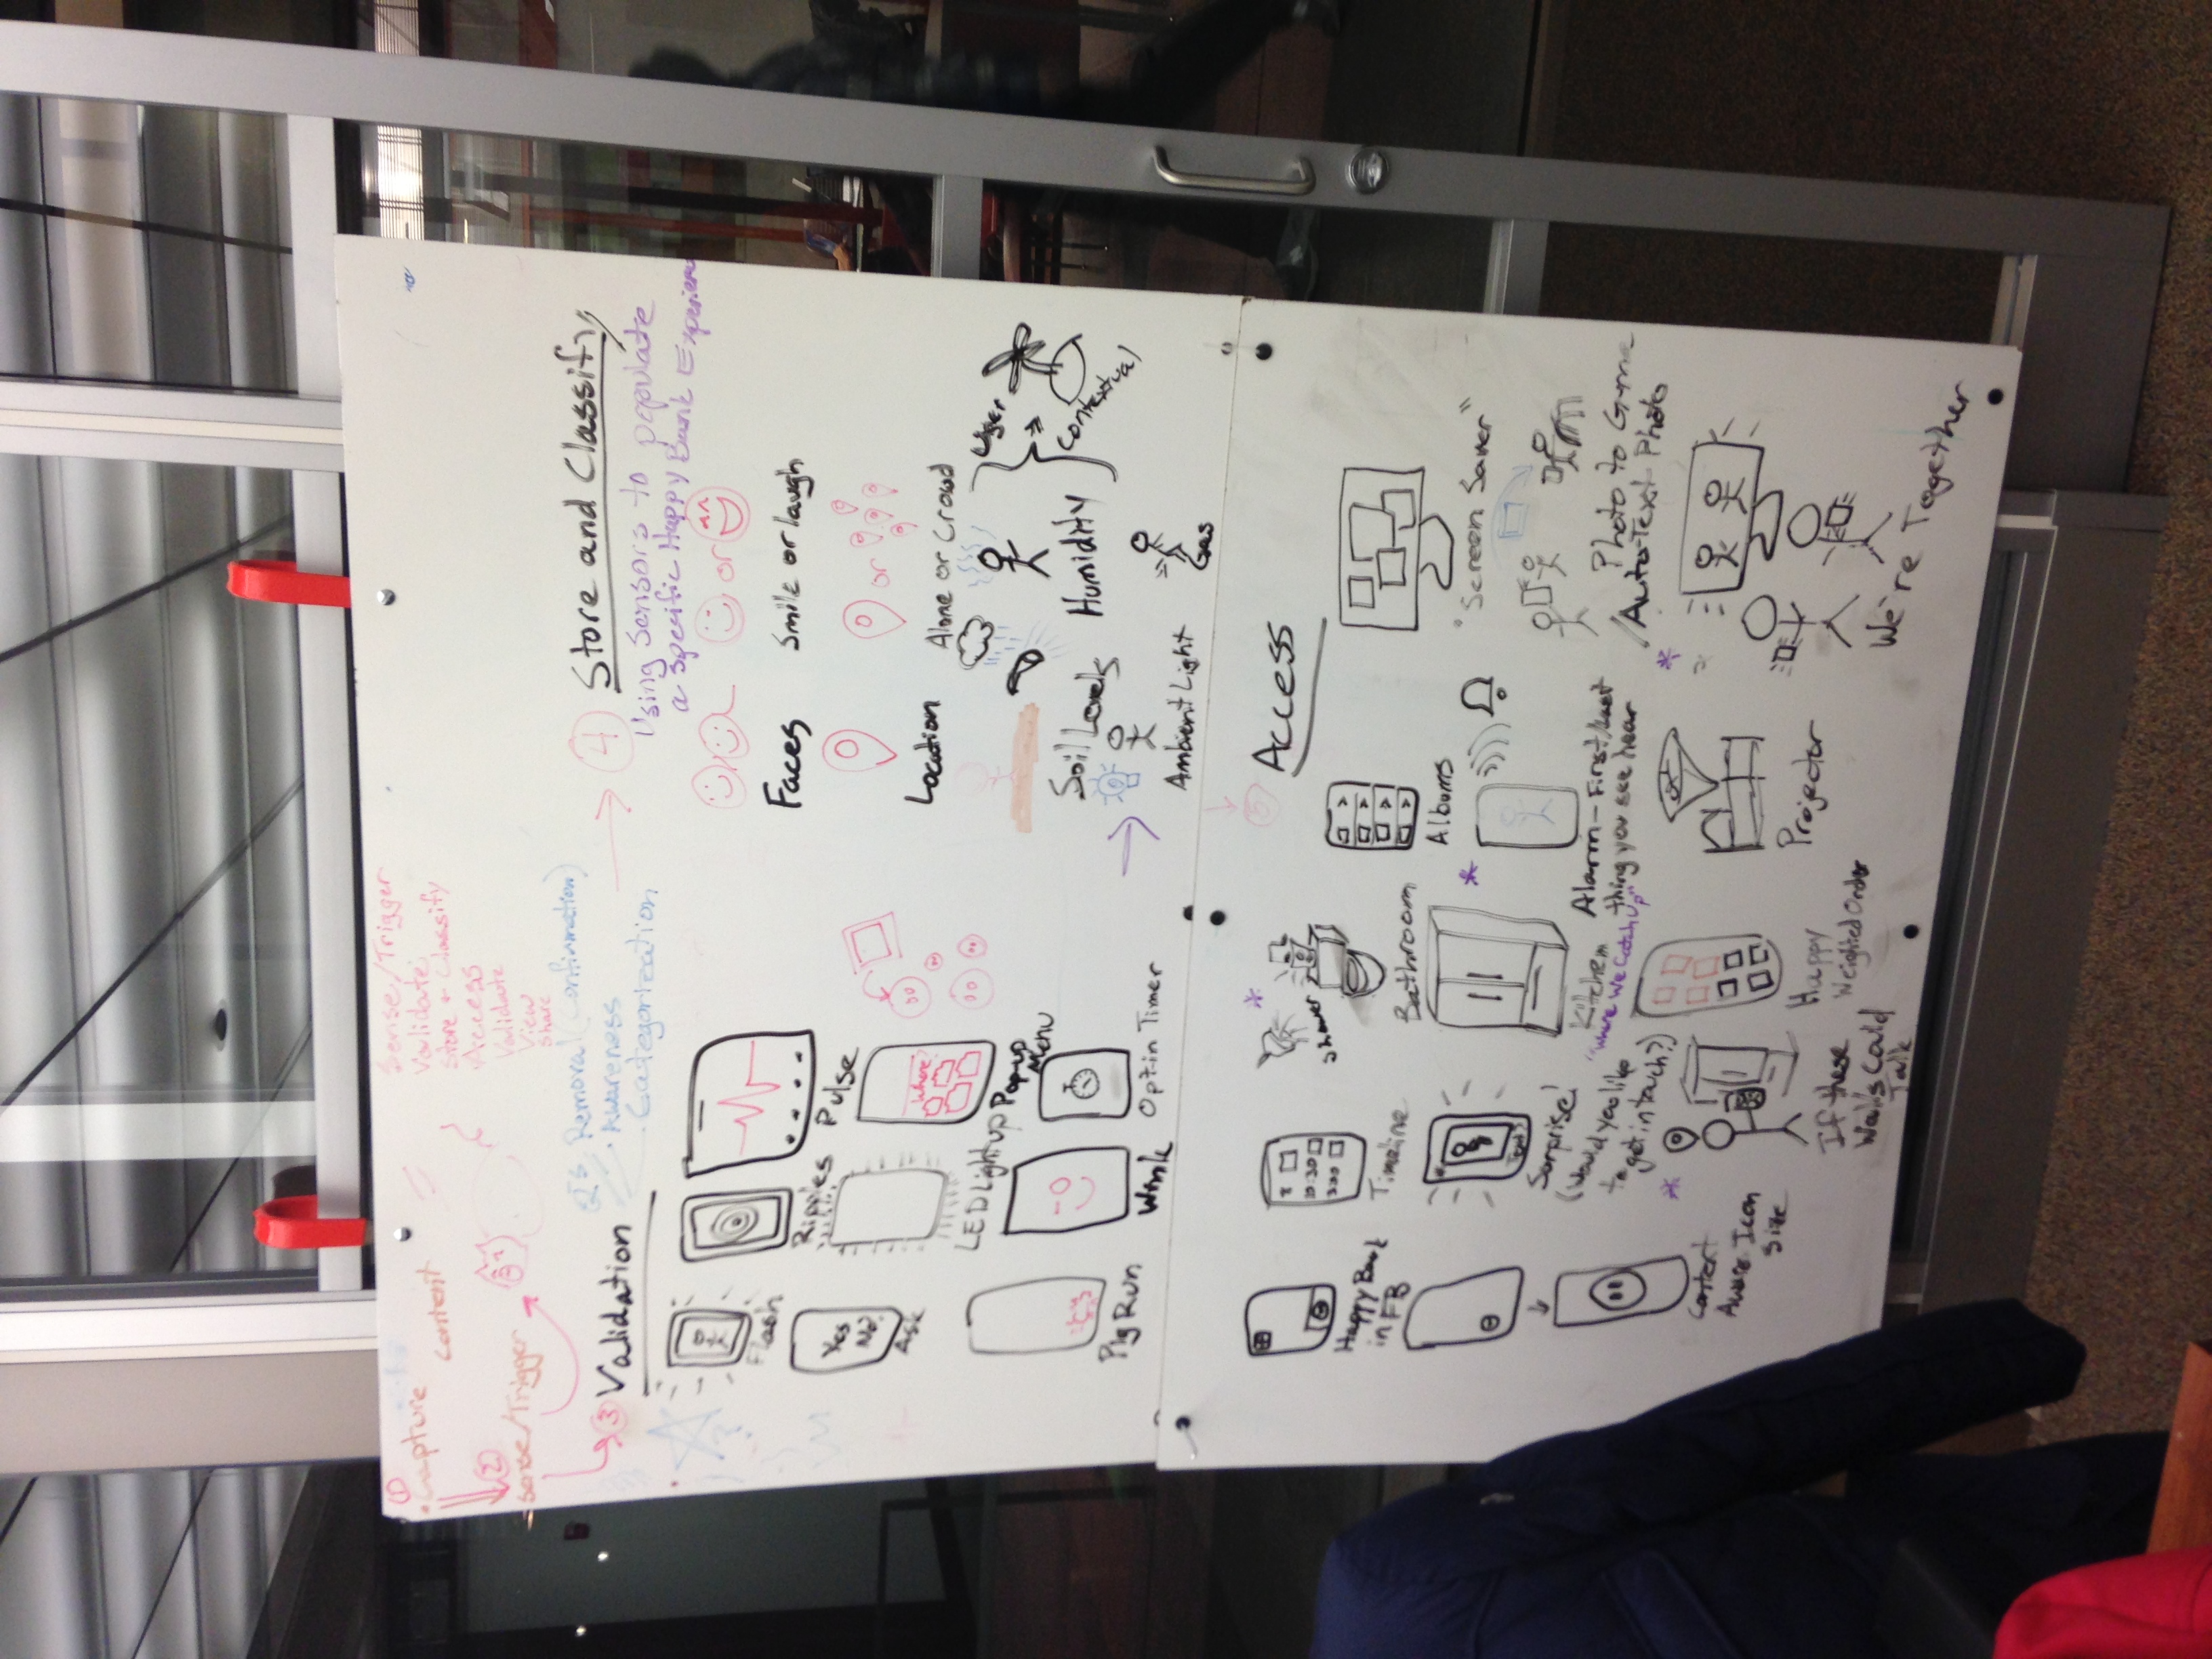 1
Capture
content
2
Sense/Trigger
Sense/Trigger
Validate
Store + Classify
Access
Validate
View
Share
3 Validation
Q's Removal (Confirmation)
Awareness
Categorization
Flash
Ripples
Pulse
Yes
No?
Ask
LED Light up
Where?
Pop-up
Menu
Pig Run
Wink
Opt-in Timer
4 Store and Classify
Using Sensors to populate
a specific Happy Bank Experience
or
Faces
Smile or laugh
or
Location
Alone or Crowd
Soil Levels
Humidity
User
Contextual
Ambient Light
Gas
5
Access
Happy Bank
in FB
10:30
3:00
Timeline
Shower
Bathroom
Albums
"Screen Saver"
Content
Aware Icon
Size
Surprise!
(Would you like
to get in touch?)
Kitchen
"Where We Catch Up"
Alarm - First/Last
thing you see hear
Photo to Game
Auto-Text Photo
If these
Walls Could
Talk
Happy
Weighted Order
Projector
We're Together